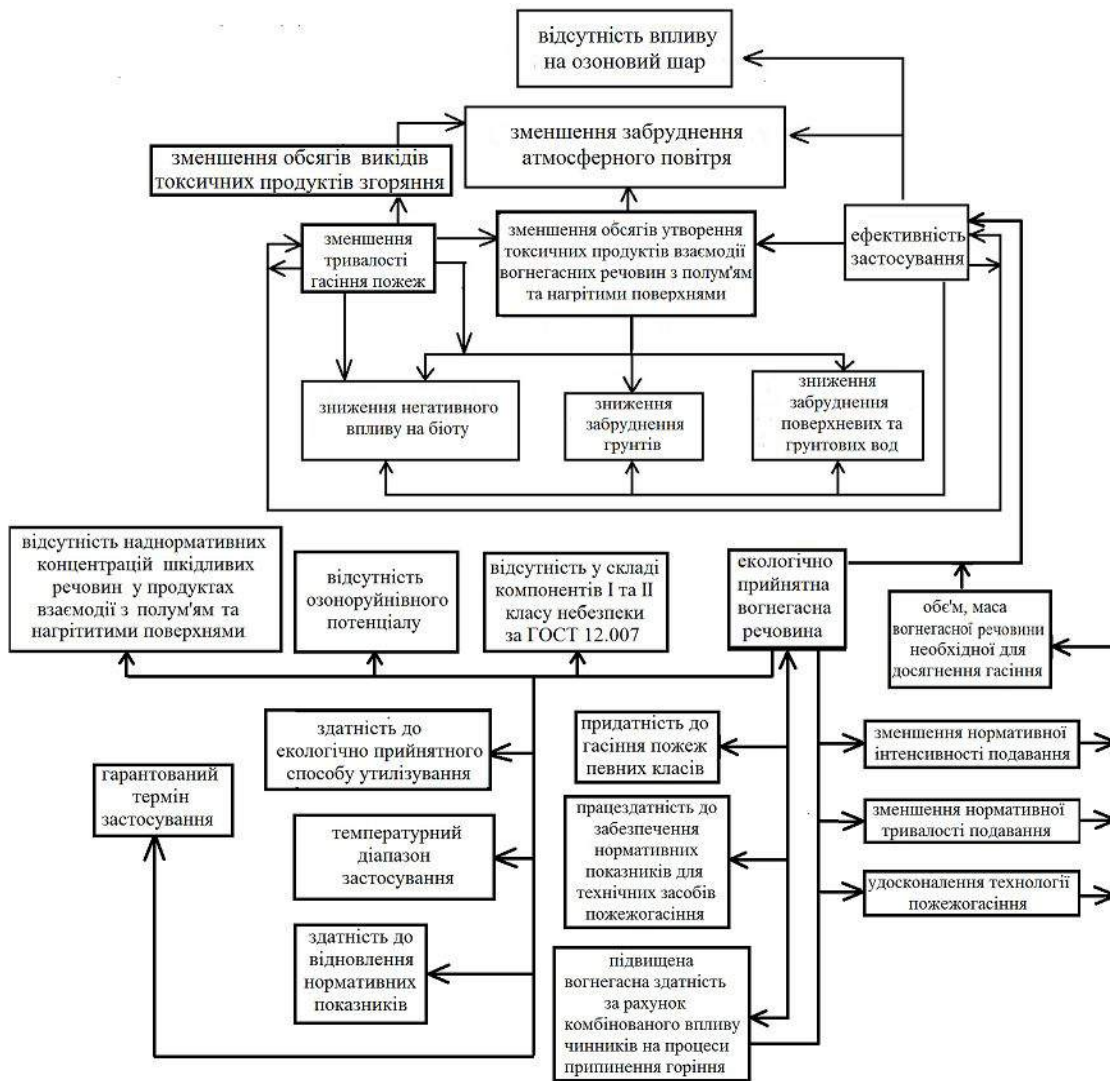 відсутність впливу
на озоновий шар
зменшення забруднення
атмосферного повітря
зменшення обсягів викідів
токсичних продуктів згоряння
зменшення
тривалості
гасіння пожеж
зменшення обсягів утворення
токсичних продуктів взаємодії
вогнегасних речовин з полум'ям
та нагрітими поверхнями
ефективність
застосування
зниження негативного
впливу на біоту
зниження
забруднення
грунтів
зниження
забруднення
поверхневих та
грунтових вод
відсутність наднормативних
концентрацій шкідливих
речовин у продуктах
взаємодії з полум'ям та
нагрітитими поверхнями
відсутність
озоноруйнівного
потенціалу
відсутність у складі
компонентів І та ІІ
класу небезпеки
за ГОСТ 12.007
екологічно
прийнятна
вогнегасна
речовина
обє'м, маса
вогнегасної речовини
необхідної для
досягнення гасіння
здатність до
екологічно прийнятного
способу утилізування
придатність до
гасіння пожеж
певних класів
зменшення нормативної
інтенсивності подавання
гарантований
термін
застосування
температурний
діапазон
застосування
працездатність до
забезпечення
нормативних
показників для
технічних засобів
пожежогасіння
зменшення нормативної
тривалості подавання
удосконалення технології
пожежогасіння
здатність до
відновлення
нормативних
показників
підвищена
вогнегасна здатність
за рахунок
комбінованого впливу
чинників на процеси
припинення горіння